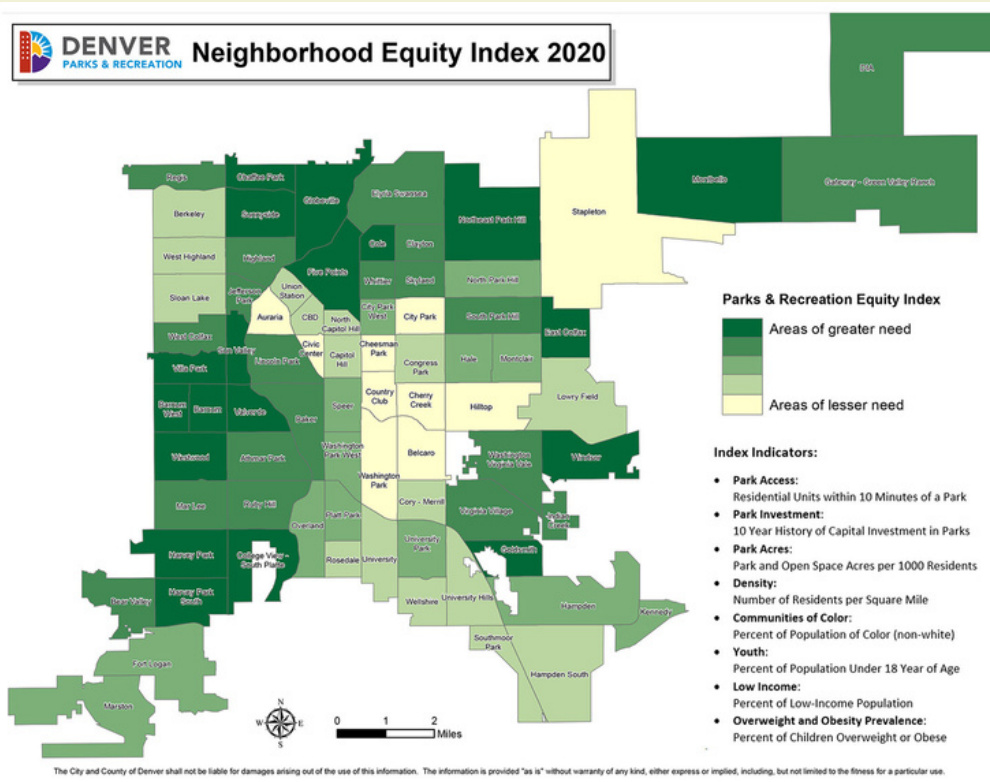 DENVER
PARKS & RECREATION
Neighborhood Equity Index 2020
DIA
Regis
Chaffee Park
Globeville
Elyria Swansea
Montbello
Gateway - Green Valley Ranch
Berkeley
Sunnyside
Northeast Park Hill
Stapleton
West Highland
Highland
Cole
Clayton
Five Points
Sloan Lake
Jefferson
Park
Union
Station
Whittier
Skyland
North Park Hill
Auraria
CBD
North
Capitol Hill
City Park
West
City Park
South Park Hill
East Colfax
West Colfax
Sun Valley
Lincoln Park
Civic
Center
Capitol
Hill
Cheesman
Park
Congress
Park
Hale
Montclair
Villa Park
Barnum
West
Barnum
Valverde
Baker
Speer
Country
Club
Cherry
Creek
Hilltop
Lowry Field
Westwood
Athmar Park
Washington
Park West
Washington
Park
Belcaro
Washington
Virginia Vale
Windsor
Mar Lee
Ruby Hill
Overland
Platt Park
Cory - Merrill
Virginia Village
Indian
Creek
Harvey Park
College View -
South Platte
Rosedale
University
University
Park
Goldsmith
Bear Valley
Harvey Park
South
Wellshire
University Hills
Hampden
Kennedy
Fort Logan
Southmoor
Park
Hampden South
Marston
Parks & Recreation Equity Index
Areas of greater need
Areas of lesser need
Index Indicators:
• Park Access:
Residential Units within 10 Minutes of a Park
• Park Investment:
10 Year History of Capital Investment in Parks
• Park Acres:
Park and Open Space Acres per 1000 Residents
• Density:
Number of Residents per Square Mile
• Communities of Color:
Percent of Population of Color (non-white)
• Youth:
Percent of Population Under 18 Year of Age
• Low Income:
Percent of Low-Income Population
• Overweight and Obesity Prevalence:
Percent of Children Overweight or Obese
N
W E
S
0 1 2
Miles
The City and County of Denver shall not be liable for damages arising out of the use of this information. The information is provided "as is" without warranty of any kind, either express or implied, including, but not limited to the fitness for a particular use.